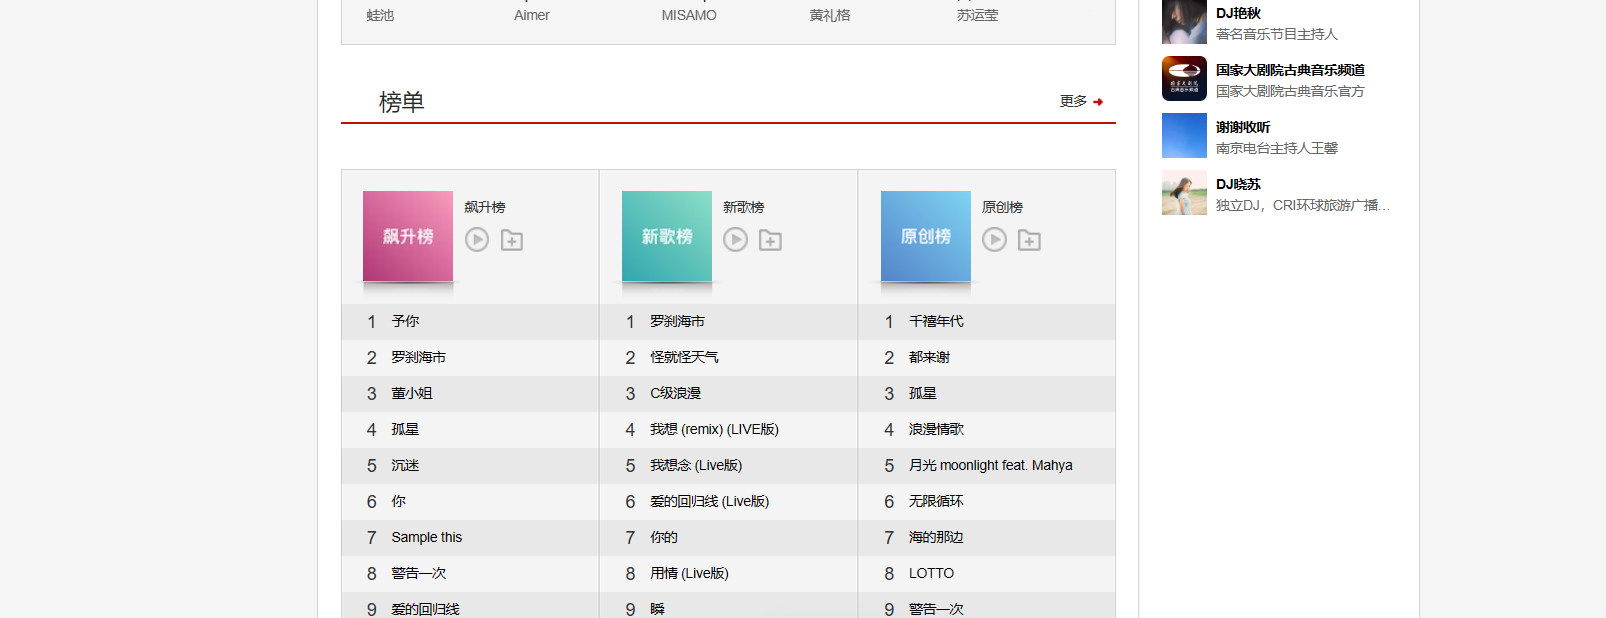 蛙池 Aimer MISAMO 黄礼格 苏运莹
榜单 更多
飙升榜 飙升榜
新歌榜 新歌榜
原创榜 原创榜
1 予你
2 罗刹海市
3 董小姐
4 孤星
5 沉迷
6 你
7 Sample this
8 警告一次
9 爱的回归线
1 罗刹海市
2 怪就怪天气
3 C级浪漫
4 我想 (remix) (LIVE版)
5 我想念 (Live版)
6 爱的回归线 (Live版)
7 你的
8 用情 (Live版)
9 瞬
1 千禧年代
2 都来谢
3 孤星
4 浪漫情歌
5 月光 moonlight feat. Mahya
6 无限循环
7 海的那边
8 LOTTO
9 警告一次
DJ艳秋
著名音乐节目主持人
国家大剧院古典音乐频道
国家大剧院古典音乐官方
谢谢收听
南京电台主持人王馨
DJ晓苏
独立DJ，CRI环球旅游广播...